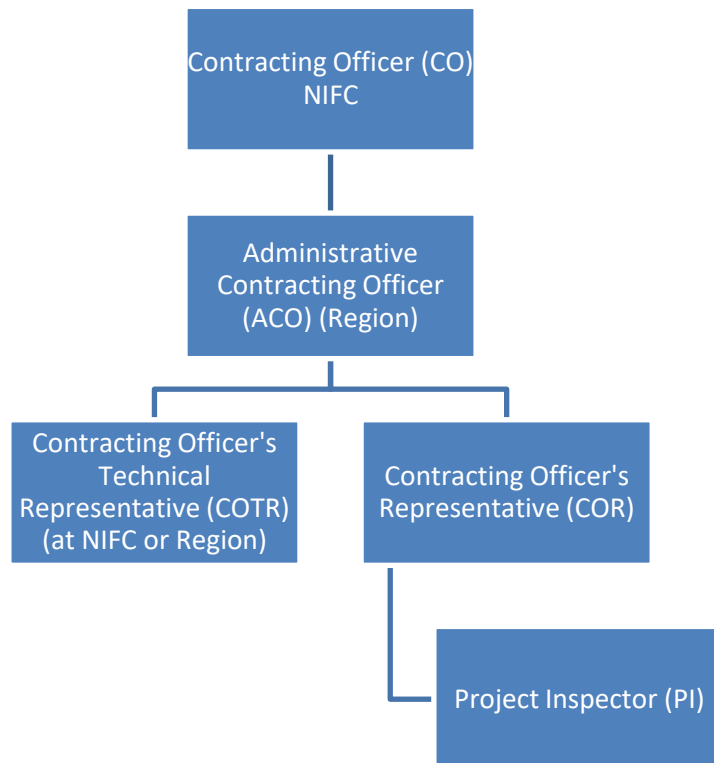 Contracting Officer (CO)
NIFC
Administrative
Contracting Officer
(ACO) (Region)
Contracting Officer's
Technical
Representative (COTR)
(at NIFC or Region)
Contracting Officer's
Representative (COR)
Project Inspector (PI)